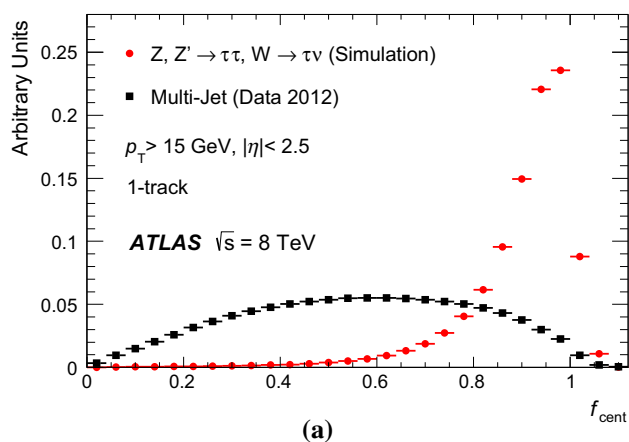 Arbitrary Units
0.25
0.2
0.15
0.1
0.05
0
Z, Z' → ττ, W → τν (Simulation)
Multi-Jet (Data 2012)
p_T > 15 GeV, |η| < 2.5
1-track
ATLAS √s = 8 TeV
0 0.2 0.4 0.6 0.8 1
f_cent
(a)